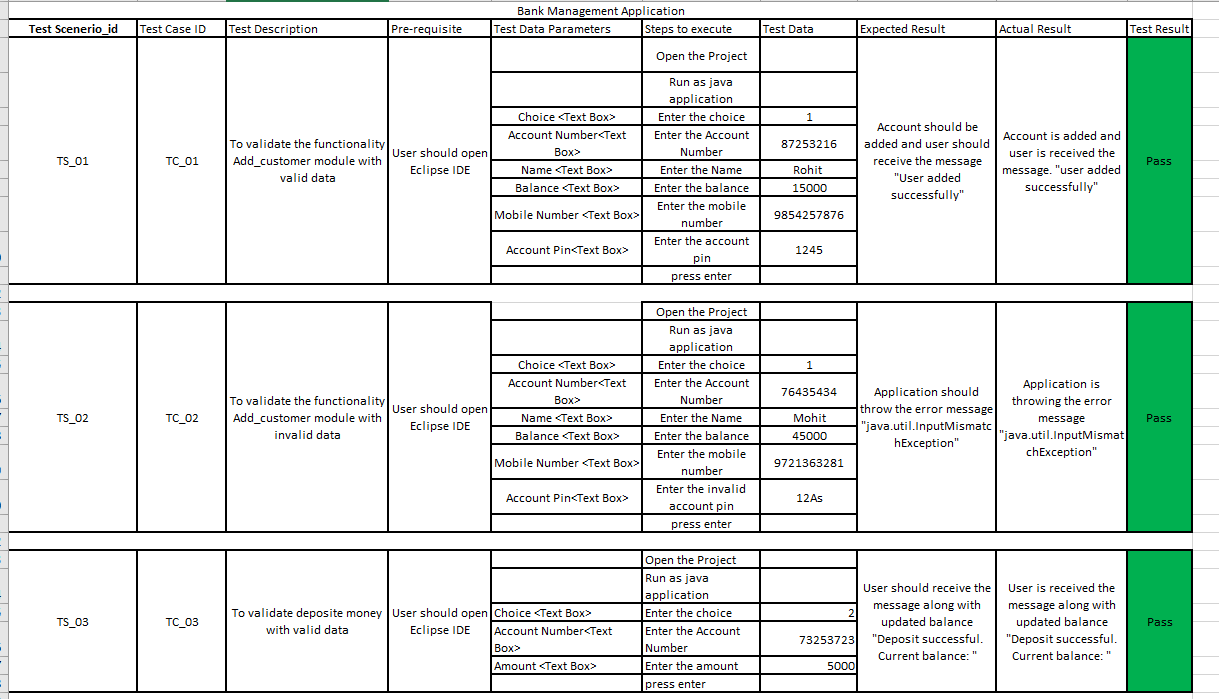 Bank Management Application
Test Scenerio_id Test Case ID Test Description Pre-requisite Test Data Parameters Steps to execute Test Data Expected Result Actual Result Test Result
TS_01
TC_01
To validate the functionality
Add_customer module with
valid data
User should open
Eclipse IDE
Open the Project
Run as java
application
Choice <Text Box> Enter the choice 1
Account Number<Text
Box>
Enter the Account
Number
87253216
Name <Text Box> Enter the Name Rohit
Balance <Text Box> Enter the balance 15000
Mobile Number <Text Box>
Enter the mobile
number
9854257876
Account Pin<Text Box>
Enter the account
pin
1245
press enter
Account should be
added and user should
receive the message
"User added
successfully"
Account is added and
user is received the
message. "user added
successfully"
Pass
TS_02
TC_02
To validate the functionality
Add_customer module with
invalid data
User should open
Eclipse IDE
Open the Project
Run as java
application
Choice <Text Box> Enter the choice 1
Account Number<Text
Box>
Enter the Account
Number
76435434
Name <Text Box> Enter the Name Mohit
Balance <Text Box> Enter the balance 45000
Mobile Number <Text Box>
Enter the mobile
number
9721363281
Account Pin<Text Box>
Enter the invalid
account pin
12As
press enter
Application should
throw the error message
"java.util.InputMismatc
hException"
Application is
throwing the error
message
"java.util.InputMismat
chException"
Pass
TS_03
TC_03
To validate deposite money
with valid data
User should open
Eclipse IDE
Open the Project
Run as java
application
Choice <Text Box> Enter the choice 2
Account Number<Text
Box>
Enter the Account
Number
73253723
Amount <Text Box> Enter the amount 5000
press enter
User should receive the
message along with
updated balance
"Deposit successful.
Current balance: "
User is received the
message along with
updated balance
"Deposit successful.
Current balance: "
Pass